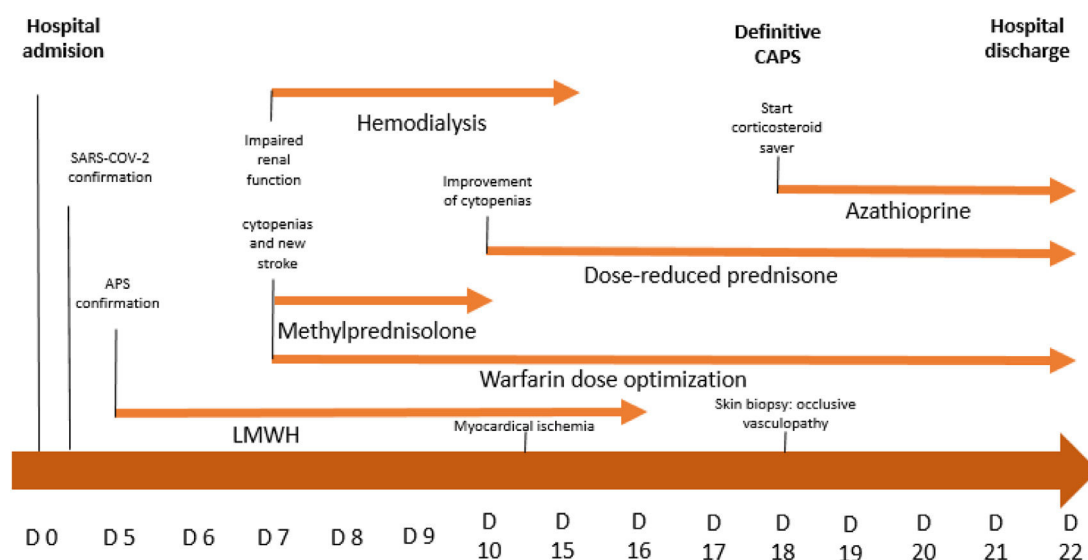 Hospital
admision
Definitive
CAPS
Hospital
discharge
Hemodialysis
Start
corticosteroid
saver
SARS-COV-2
confirmation
Impaired
renal
function
Improvement
of cytopenias
Azathioprine
cytopenias
and new
stroke
Dose-reduced prednisone
APS
confirmation
Methylprednisolone
Warfarin dose optimization
LMWH
Myocardical ischemia
Skin biopsy: occlusive
vasculopathy
D 0
D 5
D 6
D 7
D 8
D 9
D
10
D
15
D
16
D
17
D
18
D
19
D
20
D
21
D
22